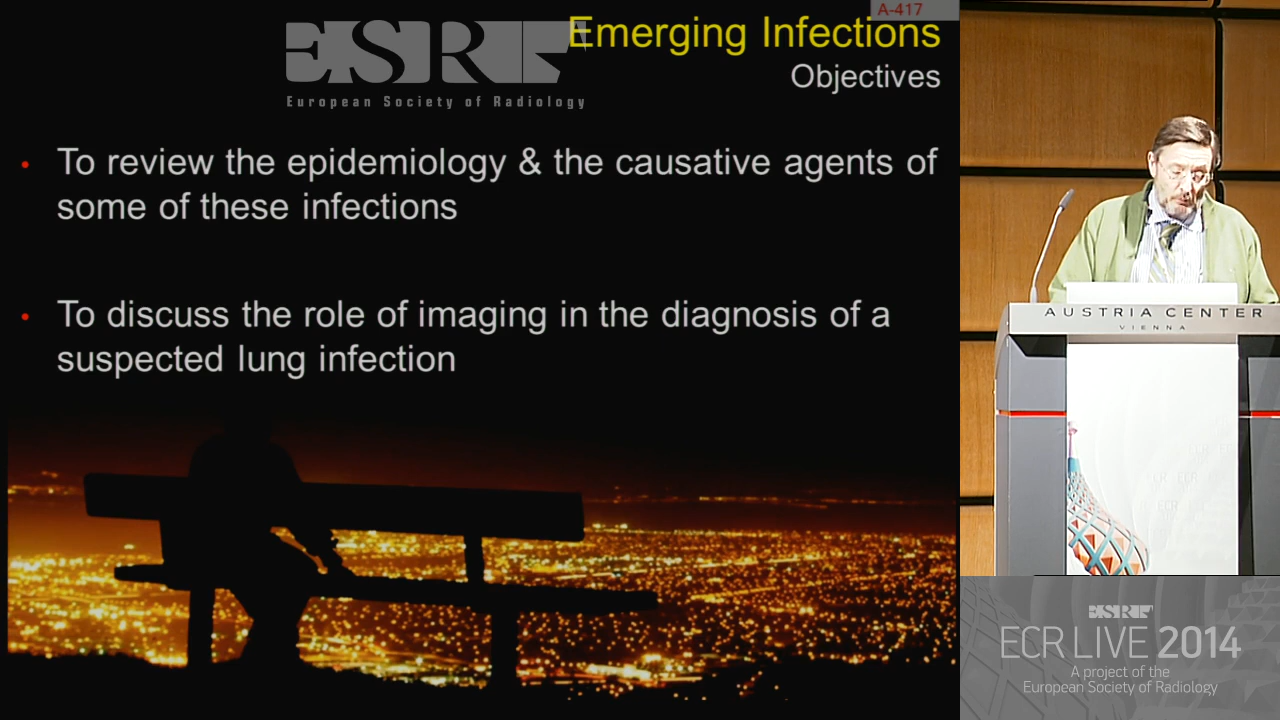 A-417
ESR
Emerging Infections
European Society of Radiology
Objectives
• To review the epidemiology & the causative agents of
some of these infections
• To discuss the role of imaging in the diagnosis of a
suspected lung infection
AUSTRIA CENTER
VIENNA
ECR
ESR
ECR LIVE 2014
A project of the
European Society of Radiology